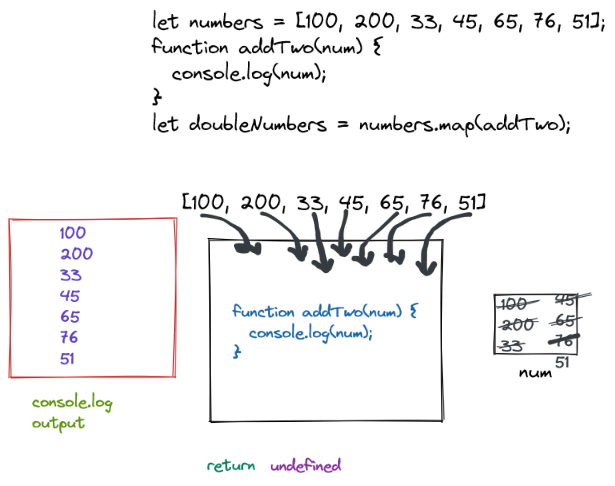 let numbers = [100, 200, 33, 45, 65, 76, 51];
function addTwo(num) {
console.log(num);
}
let doubleNumbers = numbers.map(addTwo);
[100, 200, 33, 45, 65, 76, 51]
100
200
33
45
65
76
51
console.log
output
function addTwo(num) {
console.log(num);
}
return undefined
100 45
200 65
33 76
51
num